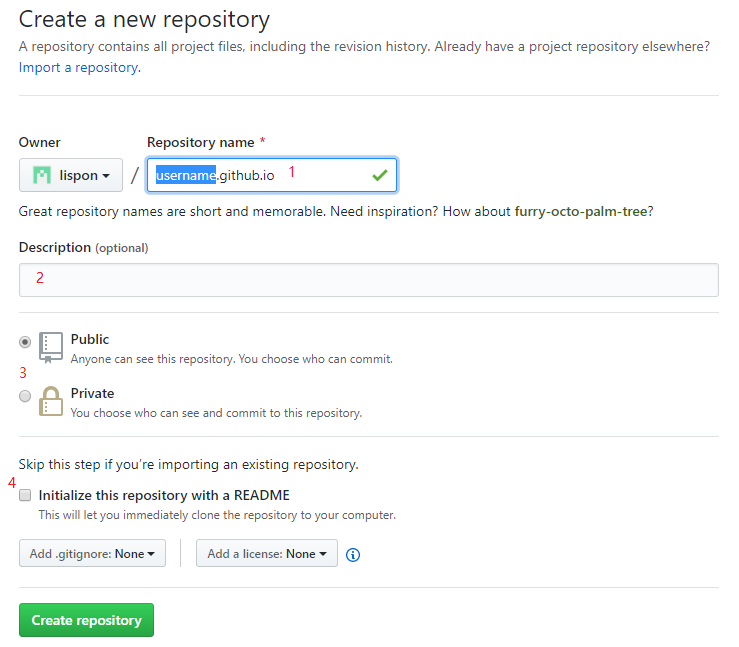 Create a new repository
A repository contains all project files, including the revision history. Already have a project repository elsewhere?
Import a repository.
Owner Repository name *
lispon / username.github.io 1
Great repository names are short and memorable. Need inspiration? How about furry-octo-palm-tree?
Description (optional)
2
Public
Anyone can see this repository. You choose who can commit.
3
Private
You choose who can see and commit to this repository.
Skip this step if you’re importing an existing repository.
4
Initialize this repository with a README
This will let you immediately clone the repository to your computer.
Add .gitignore: None Add a license: None
Create repository